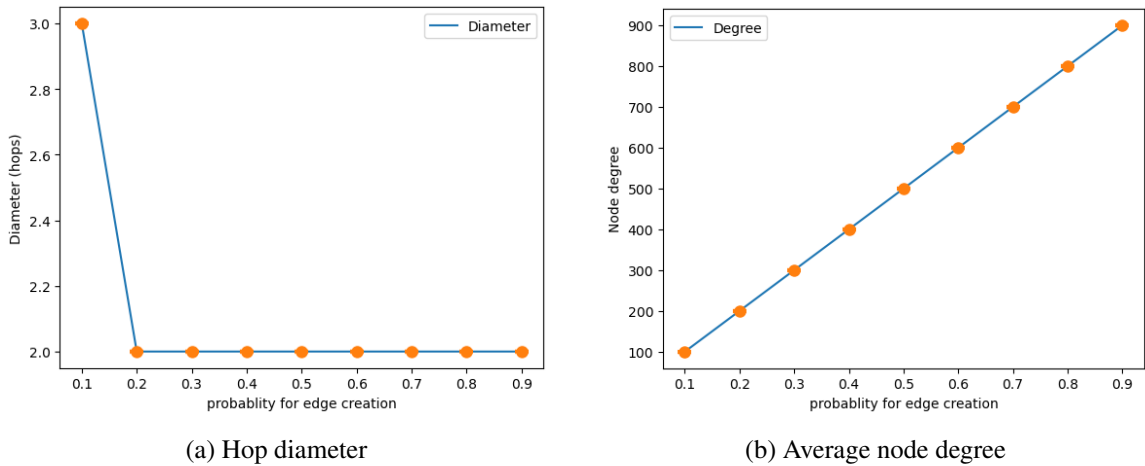 3.0
2.8
2.6
2.4
2.2
2.0
Diameter (hops)
Diameter
0.1 0.2 0.3 0.4 0.5 0.6 0.7 0.8 0.9
probablity for edge creation
(a) Hop diameter
900
800
700
600
500
400
300
200
100
Node degree
Degree
0.1 0.2 0.3 0.4 0.5 0.6 0.7 0.8 0.9
probablity for edge creation
(b) Average node degree